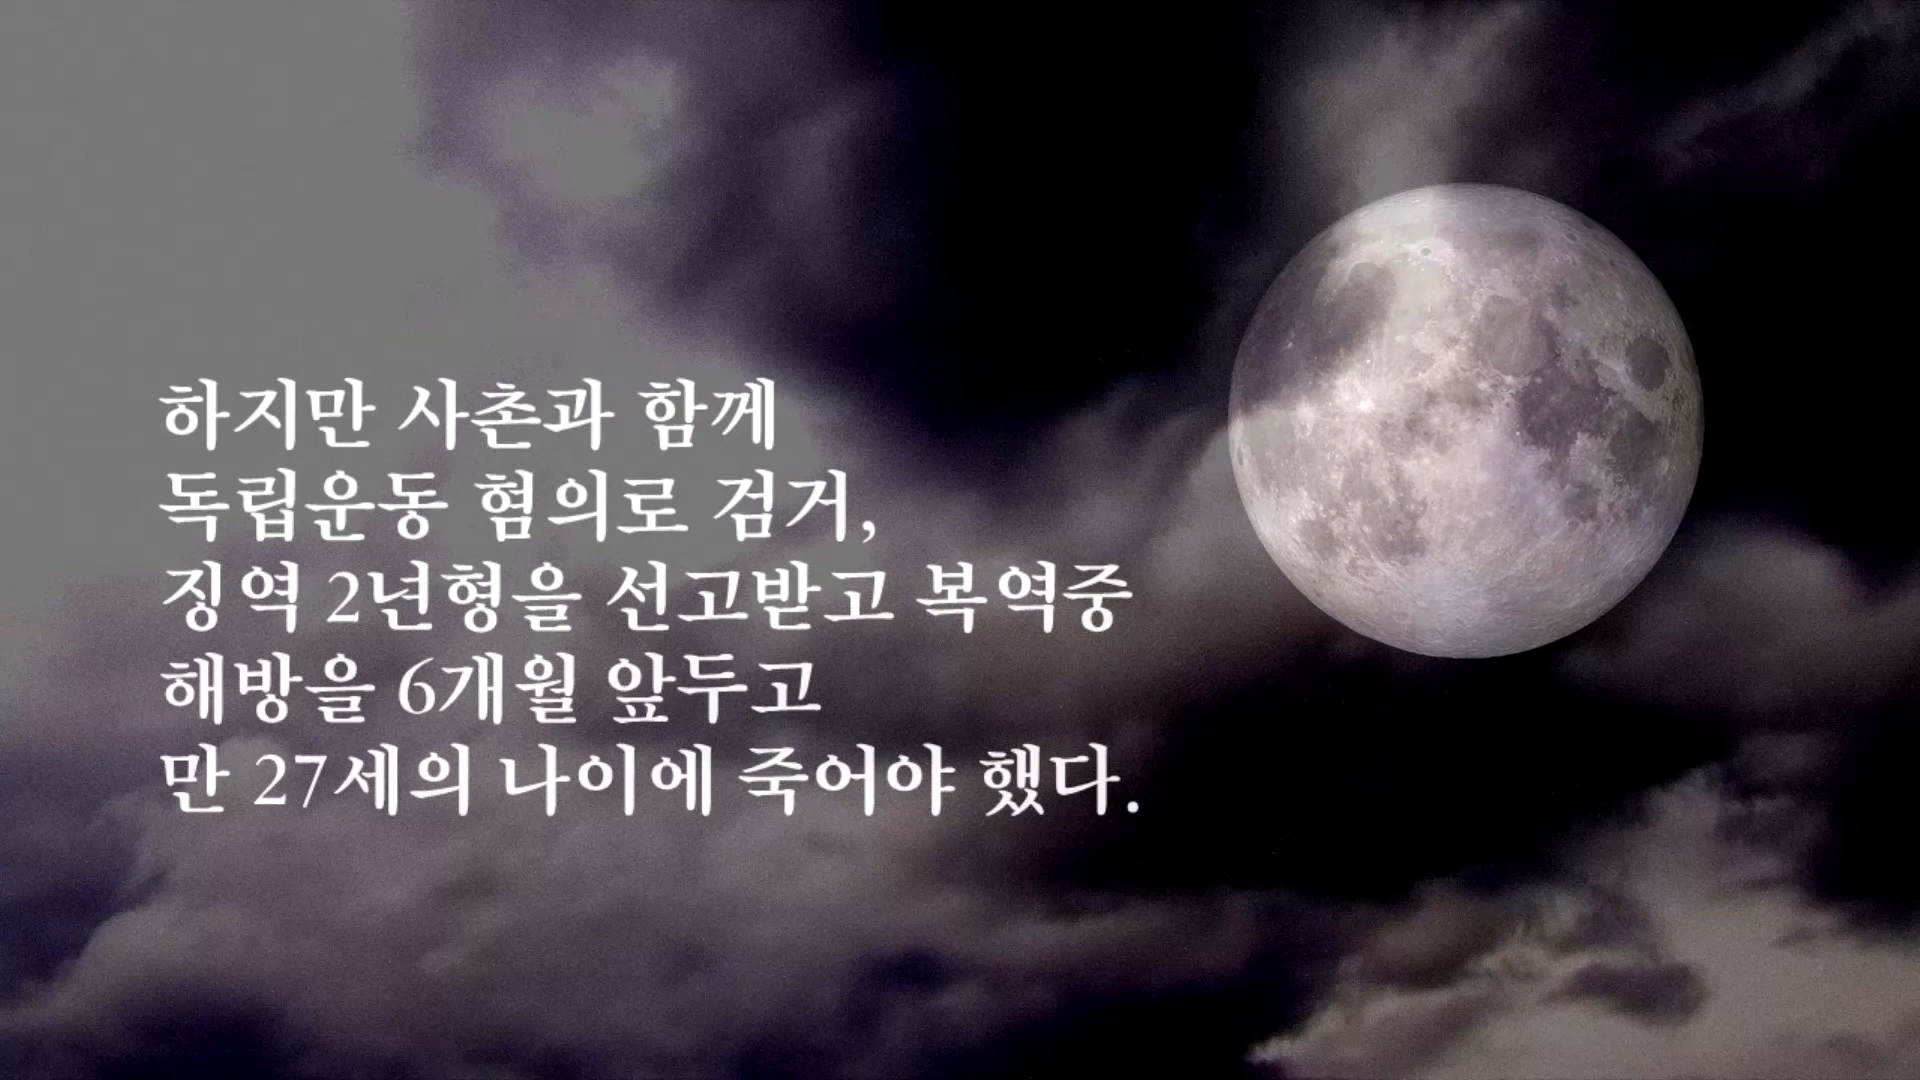 하지만 사촌과 함께
독립운동 혐의로 검거,
징역 2년형을 선고받고 복역중
해방을 6개월 앞두고
만 27세의 나이에 죽어야 했다.